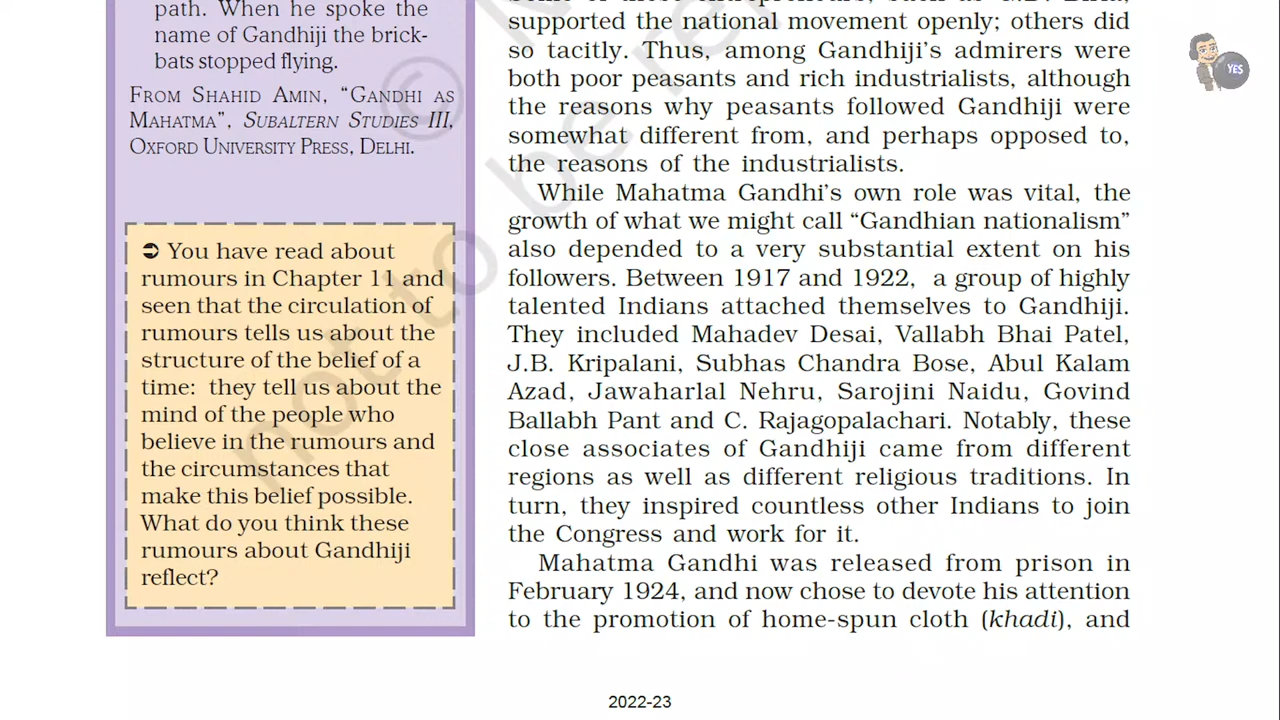 path. When he spoke the
name of Gandhiji the brick-
bats stopped flying.
FROM SHAHID AMIN, “GANDHI AS
MAHATMA”, SUBALTERN STUDIES III,
OXFORD UNIVERSITY PRESS, DELHI.
➲ You have read about
rumours in Chapter 11 and
seen that the circulation of
rumours tells us about the
structure of the belief of a
time: they tell us about the
mind of the people who
believe in the rumours and
the circumstances that
make this belief possible.
What do you think these
rumours about Gandhiji
reflect?
supported the national movement openly; others did
so tacitly. Thus, among Gandhiji’s admirers were
both poor peasants and rich industrialists, although
the reasons why peasants followed Gandhiji were
somewhat different from, and perhaps opposed to,
the reasons of the industrialists.
While Mahatma Gandhi’s own role was vital, the
growth of what we might call “Gandhian nationalism”
also depended to a very substantial extent on his
followers. Between 1917 and 1922, a group of highly
talented Indians attached themselves to Gandhiji.
They included Mahadev Desai, Vallabh Bhai Patel,
J.B. Kripalani, Subhas Chandra Bose, Abul Kalam
Azad, Jawaharlal Nehru, Sarojini Naidu, Govind
Ballabh Pant and C. Rajagopalachari. Notably, these
close associates of Gandhiji came from different
regions as well as different religious traditions. In
turn, they inspired countless other Indians to join
the Congress and work for it.
Mahatma Gandhi was released from prison in
February 1924, and now chose to devote his attention
to the promotion of home-spun cloth (khadi), and
2022-23
YES
© not to be re